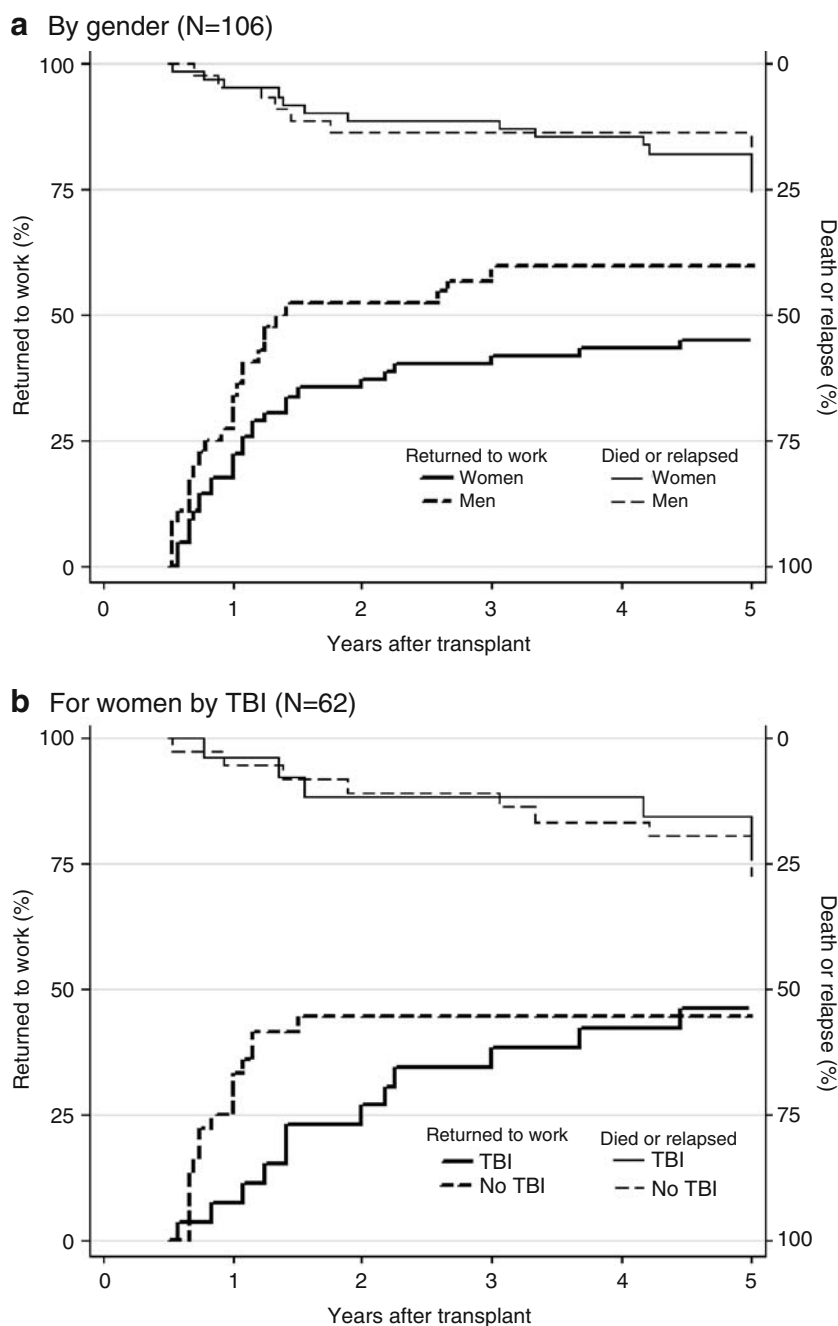 a By gender (N=106)
100
75
50
25
0
Returned to work (%)
0
25
50
75
100
Death or relapse (%)
Returned to work Died or relapsed
Women Women
Men Men
0 1 2 3 4 5
Years after transplant
b For women by TBI (N=62)
100
75
50
25
0
Returned to work (%)
0
25
50
75
100
Death or relapse (%)
Returned to work Died or relapsed
TBI TBI
No TBI No TBI
0 1 2 3 4 5
Years after transplant